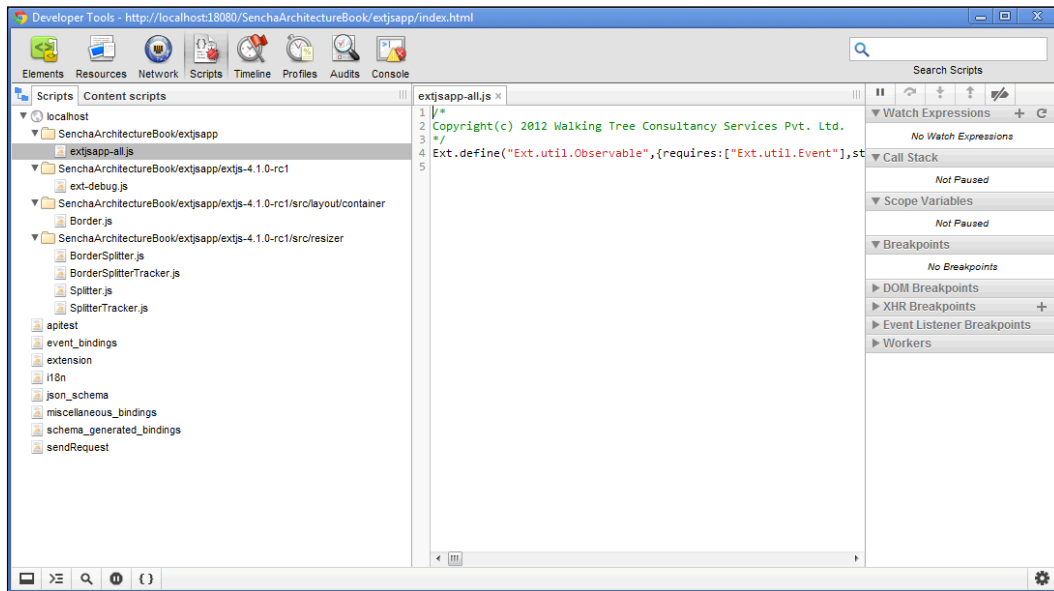 Developer Tools - http://localhost:18080/SenchaArchitectureBook/extjsapp/index.html
Elements Resources Network Scripts Timeline Profiles Audits Console
Search Scripts
Scripts Content scripts
localhost
SenchaArchitectureBook/extjsapp
extjsapp-all.js
SenchaArchitectureBook/extjsapp/extjs-4.1.0-rc1
ext-debug.js
SenchaArchitectureBook/extjsapp/extjs-4.1.0-rc1/src/layout/container
Border.js
SenchaArchitectureBook/extjsapp/extjs-4.1.0-rc1/src/resizer
BorderSplitter.js
BorderSplitterTracker.js
Splitter.js
SplitterTracker.js
apitest
event_bindings
extension
i18n
json_schema
miscellaneous_bindings
schema_generated_bindings
sendRequest
extjsapp-all.js ×
1 /*
2 Copyright(c) 2012 Walking Tree Consultancy Services Pvt. Ltd.
3 */
4 Ext.define("Ext.util.Observable",{requires:["Ext.util.Event"],st
5
Watch Expressions
No Watch Expressions
Call Stack
Not Paused
Scope Variables
Not Paused
Breakpoints
No Breakpoints
DOM Breakpoints
XHR Breakpoints
Event Listener Breakpoints
Workers